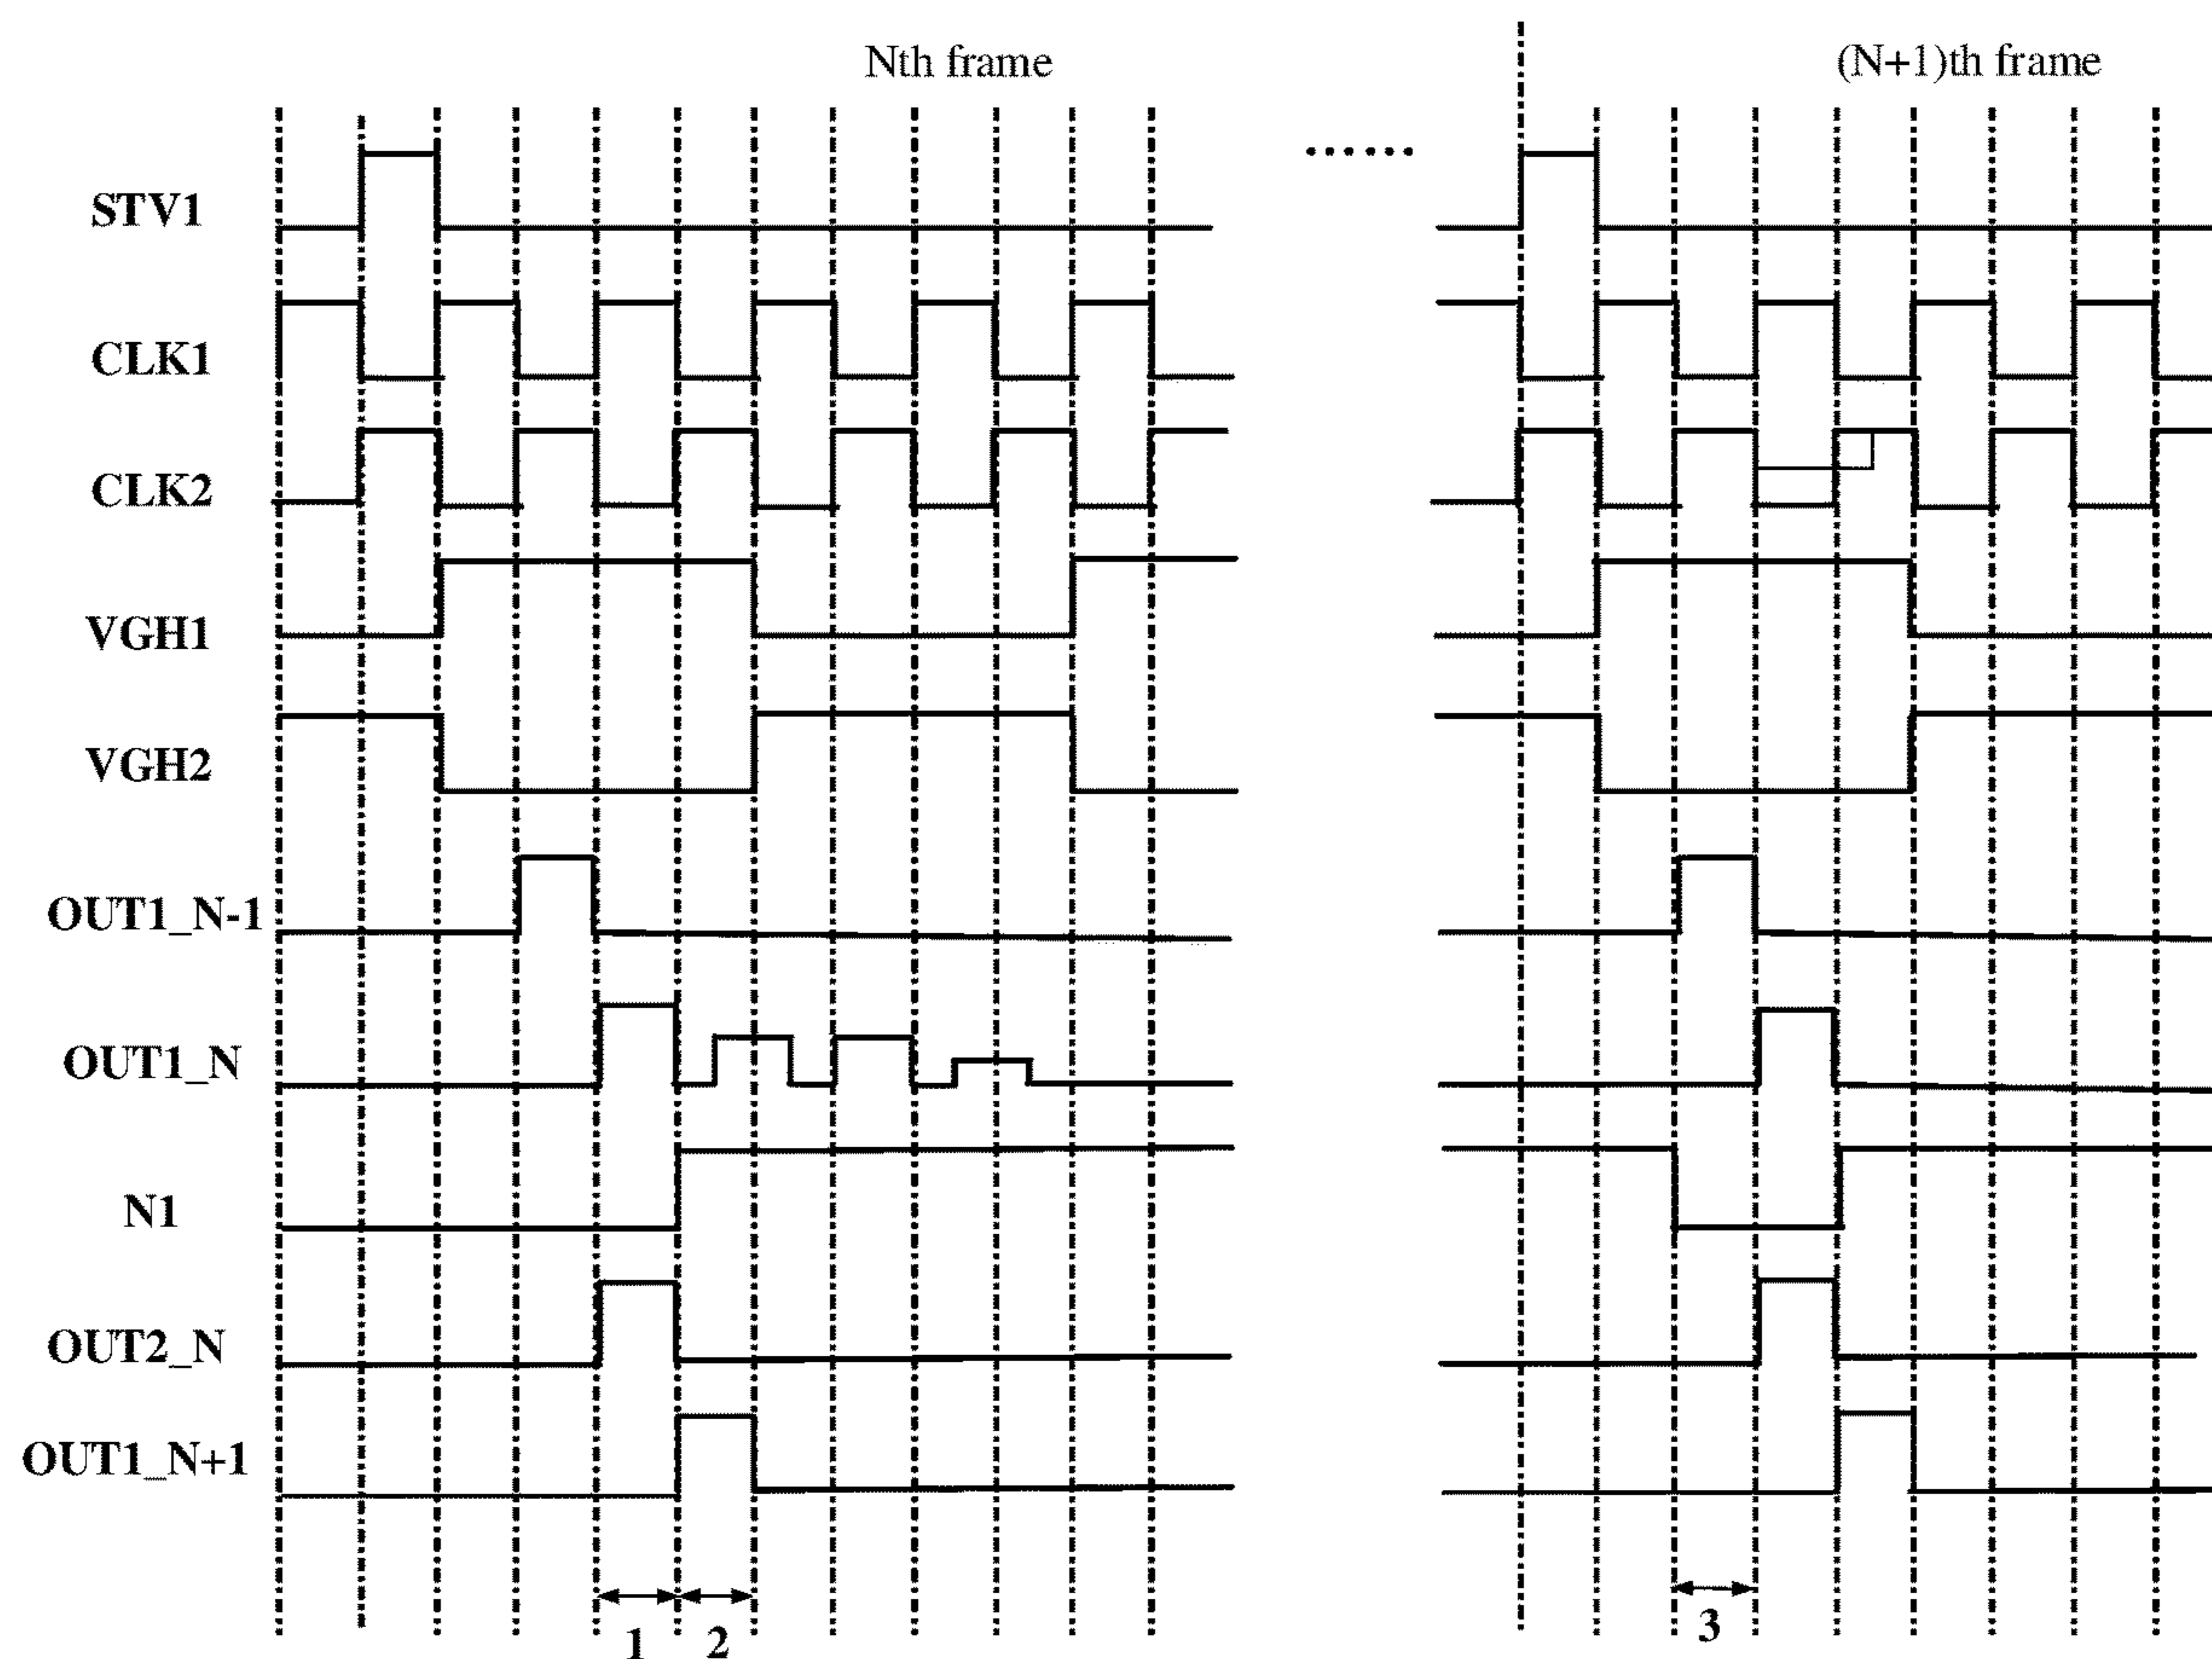 Nth frame
(N+1)th frame
......
STV1
CLK1
CLK2
VGH1
VGH2
OUT1_N-1
OUT1_N
N1
OUT2_N
OUT1_N+1
1
2
3